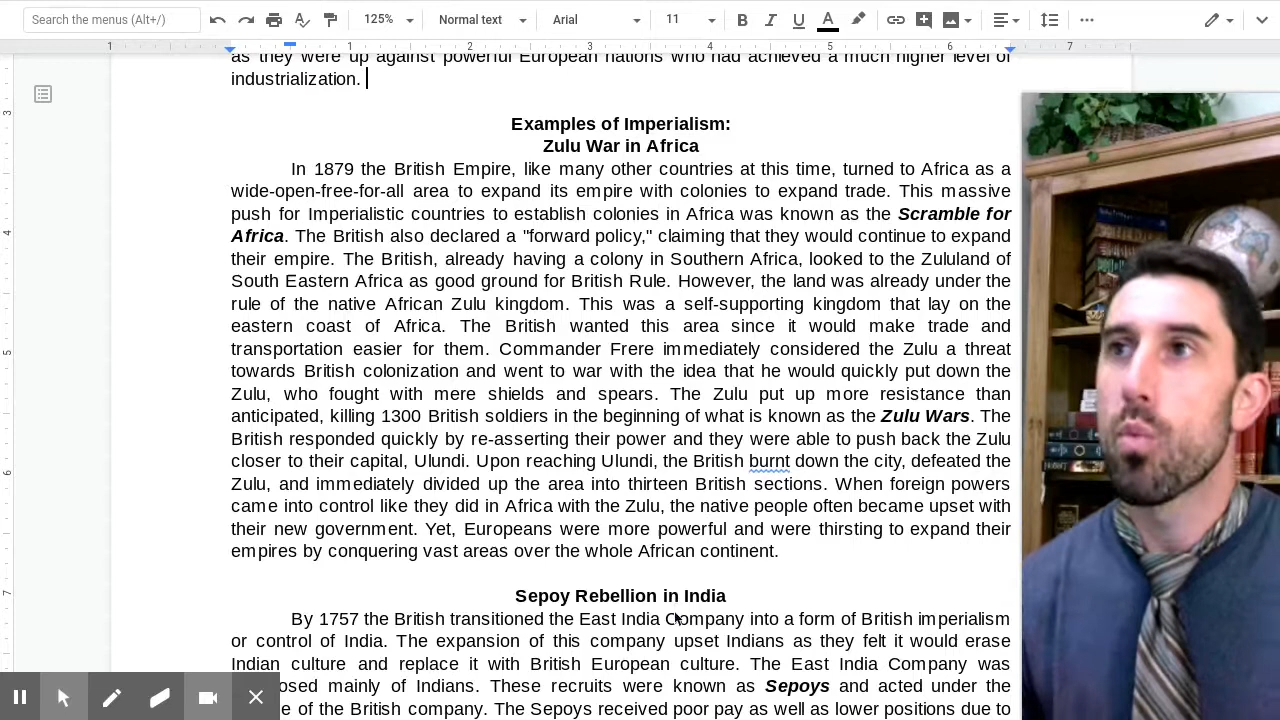 Search the menus (Alt+/)
125%
Normal text
Arial
11
B I U A
1 1 2 3 4 5 6 7
as they were up against powerful European nations who had achieved a much higher level of
industrialization.
Examples of Imperialism:
Zulu War in Africa
In 1879 the British Empire, like many other countries at this time, turned to Africa as a
wide-open-free-for-all area to expand its empire with colonies to expand trade. This massive
push for Imperialistic countries to establish colonies in Africa was known as the Scramble for
Africa. The British also declared a "forward policy," claiming that they would continue to expand
their empire. The British, already having a colony in Southern Africa, looked to the Zululand of
South Eastern Africa as good ground for British Rule. However, the land was already under the
rule of the native African Zulu kingdom. This was a self-supporting kingdom that lay on the
eastern coast of Africa. The British wanted this area since it would make trade and
transportation easier for them. Commander Frere immediately considered the Zulu a threat
towards British colonization and went to war with the idea that he would quickly put down the
Zulu, who fought with mere shields and spears. The Zulu put up more resistance than
anticipated, killing 1300 British soldiers in the beginning of what is known as the Zulu Wars. The
British responded quickly by re-asserting their power and they were able to push back the Zulu
closer to their capital, Ulundi. Upon reaching Ulundi, the British burnt down the city, defeated the
Zulu, and immediately divided up the area into thirteen British sections. When foreign powers
came into control like they did in Africa with the Zulu, the native people often became upset with
their new government. Yet, Europeans were more powerful and were thirsting to expand their
empires by conquering vast areas over the whole African continent.
Sepoy Rebellion in India
By 1757 the British transitioned the East India Company into a form of British imperialism
or control of India. The expansion of this company upset Indians as they felt it would erase
Indian culture and replace it with British European culture. The East India Company was
osed mainly of Indians. These recruits were known as Sepoys and acted under the
e of the British company. The Sepoys received poor pay as well as lower positions due to
3
4
5
6
7